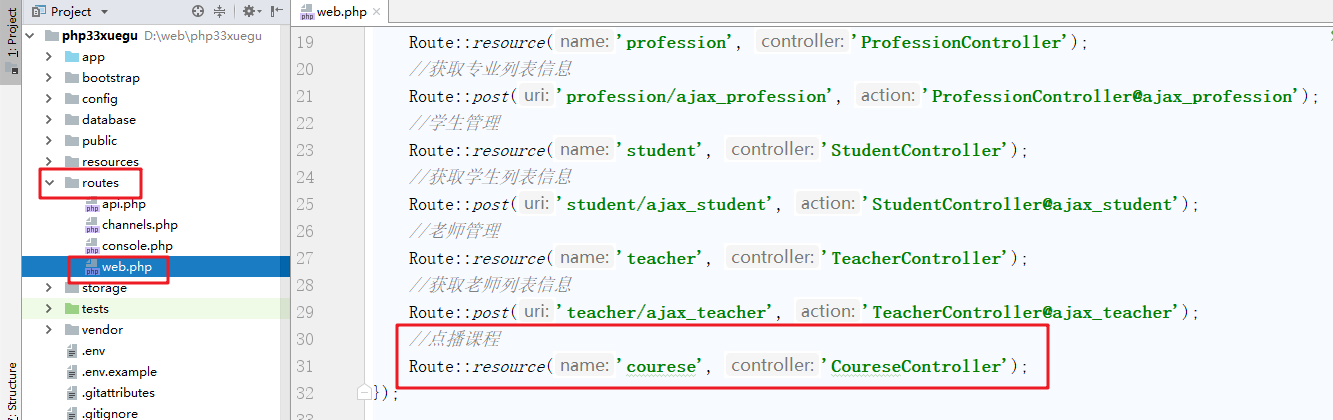 1: Project
Project
php33xuegu D:\web\php33xuegu
app
bootstrap
config
database
public
resources
routes
php api.php
php channels.php
php console.php
php web.php
storage
tests
vendor
.env
.env.example
.gitattributes
.gitignore
Z: Structure
php web.php
19 Route::resource( name: 'profession', controller: 'ProfessionController');
20 //获取专业列表信息
21 Route::post( uri: 'profession/ajax_profession', action: 'ProfessionController@ajax_profession');
22 //学生管理
23 Route::resource( name: 'student', controller: 'StudentController');
24 //获取学生列表信息
25 Route::post( uri: 'student/ajax_student', action: 'StudentController@ajax_student');
26 //老师管理
27 Route::resource( name: 'teacher', controller: 'TeacherController');
28 //获取老师列表信息
29 Route::post( uri: 'teacher/ajax_teacher', action: 'TeacherController@ajax_teacher');
30 //点播课程
31 Route::resource( name: 'courese', controller: 'CoureseController');
32 });
33